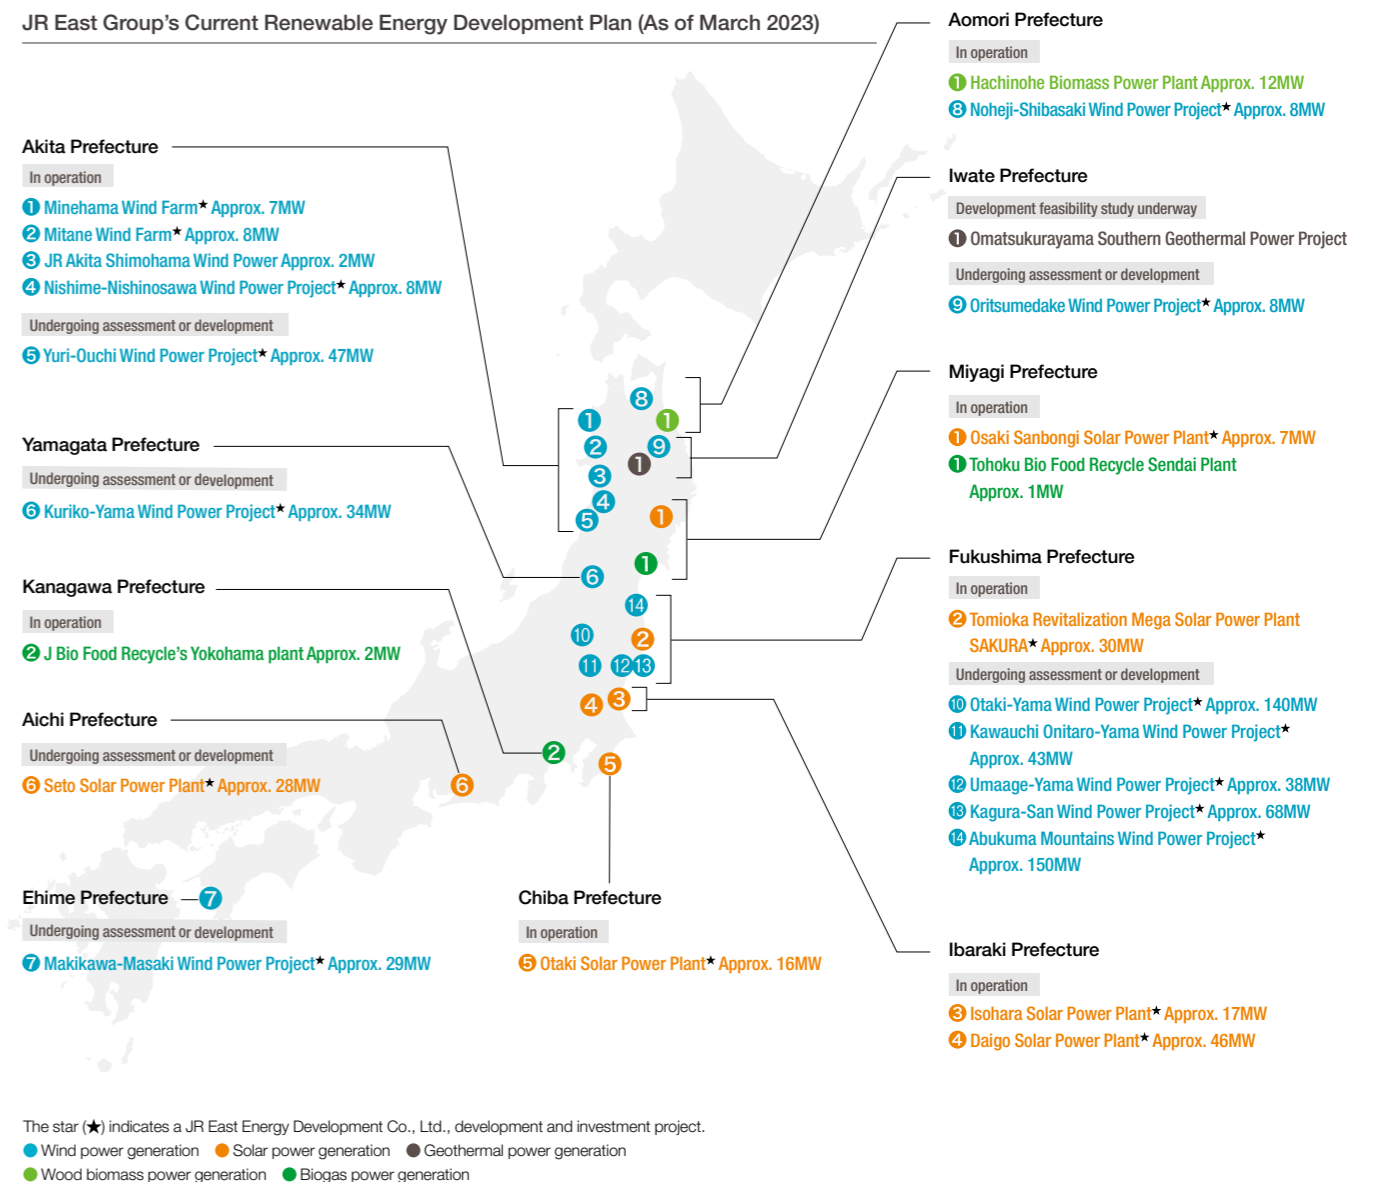 JR East Group's Current Renewable Energy Development Plan (As of March 2023)
Akita Prefecture
In operation
1 Minehama Wind Farm★ Approx. 7MW
2 Mitane Wind Farm★ Approx. 8MW
3 JR Akita Shimohama Wind Power Approx. 2MW
4 Nishime-Nishinosawa Wind Power Project★ Approx. 8MW
Undergoing assessment or development
5 Yuri-Ouchi Wind Power Project★ Approx. 47MW
Yamagata Prefecture
Undergoing assessment or development
6 Kuriko-Yama Wind Power Project★ Approx. 34MW
Kanagawa Prefecture
In operation
2 J Bio Food Recycle's Yokohama plant Approx. 2MW
Aichi Prefecture
Undergoing assessment or development
6 Seto Solar Power Plant★ Approx. 28MW
Ehime Prefecture
Undergoing assessment or development
7 Makikawa-Masaki Wind Power Project★ Approx. 29MW
8
1
1
2
9
1
3
4
5
1
1
6
14
10
2
11
12
13
4
3
2
5
6
7
Chiba Prefecture
In operation
5 Otaki Solar Power Plant★ Approx. 16MW
Aomori Prefecture
In operation
1 Hachinohe Biomass Power Plant Approx. 12MW
8 Noheji-Shibasaki Wind Power Project★ Approx. 8MW
Iwate Prefecture
Development feasibility study underway
1 Omatsukurayama Southern Geothermal Power Project
Undergoing assessment or development
9 Oritsumedake Wind Power Project★ Approx. 8MW
Miyagi Prefecture
In operation
1 Osaki Sanbongi Solar Power Plant★ Approx. 7MW
1 Tohoku Bio Food Recycle Sendai Plant
Approx. 1MW
Fukushima Prefecture
In operation
2 Tomioka Revitalization Mega Solar Power Plant
SAKURA★ Approx. 30MW
Undergoing assessment or development
10 Otaki-Yama Wind Power Project★ Approx. 140MW
11 Kawauchi Onitaro-Yama Wind Power Project★
Approx. 43MW
12 Umaage-Yama Wind Power Project★ Approx. 38MW
13 Kagura-San Wind Power Project★ Approx. 68MW
14 Abukuma Mountains Wind Power Project★
Approx. 150MW
Ibaraki Prefecture
In operation
3 Isohara Solar Power Plant★ Approx. 17MW
4 Daigo Solar Power Plant★ Approx. 46MW
The star (★) indicates a JR East Energy Development Co., Ltd., development and investment project.
Wind power generation Solar power generation Geothermal power generation
Wood biomass power generation Biogas power generation